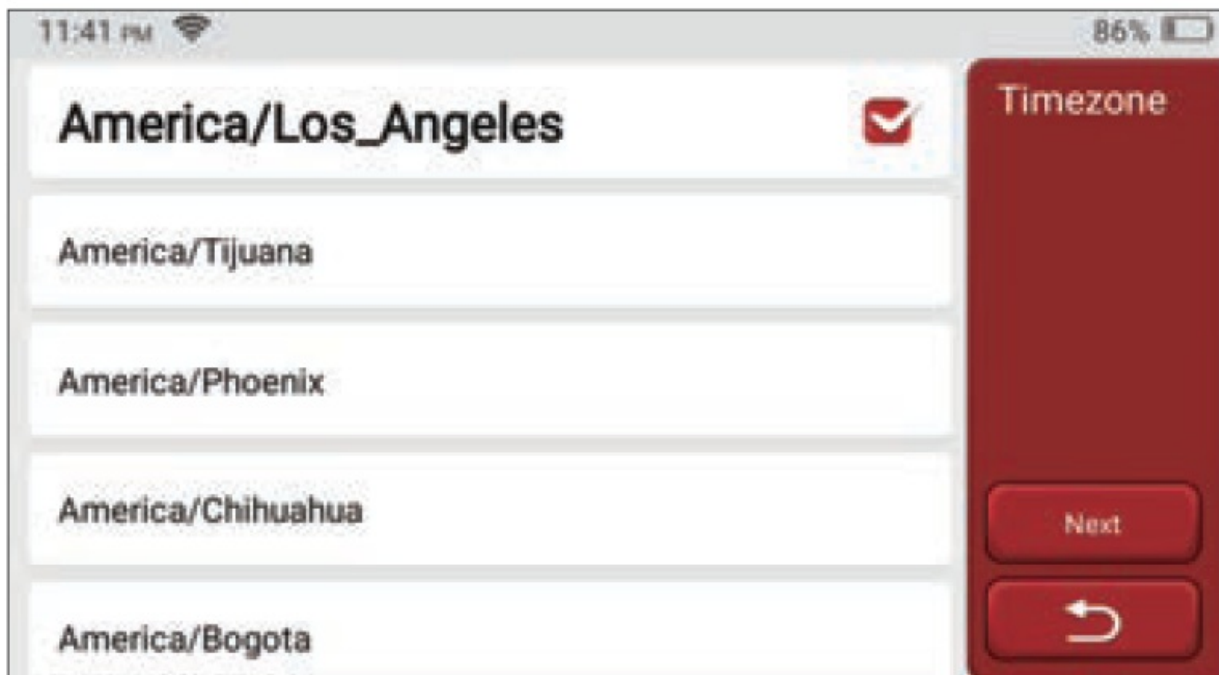 11:41 PM
86%
America/Los_Angeles
Timezone
America/Tijuana
America/Phoenix
America/Chihuahua
Next
America/Bogota